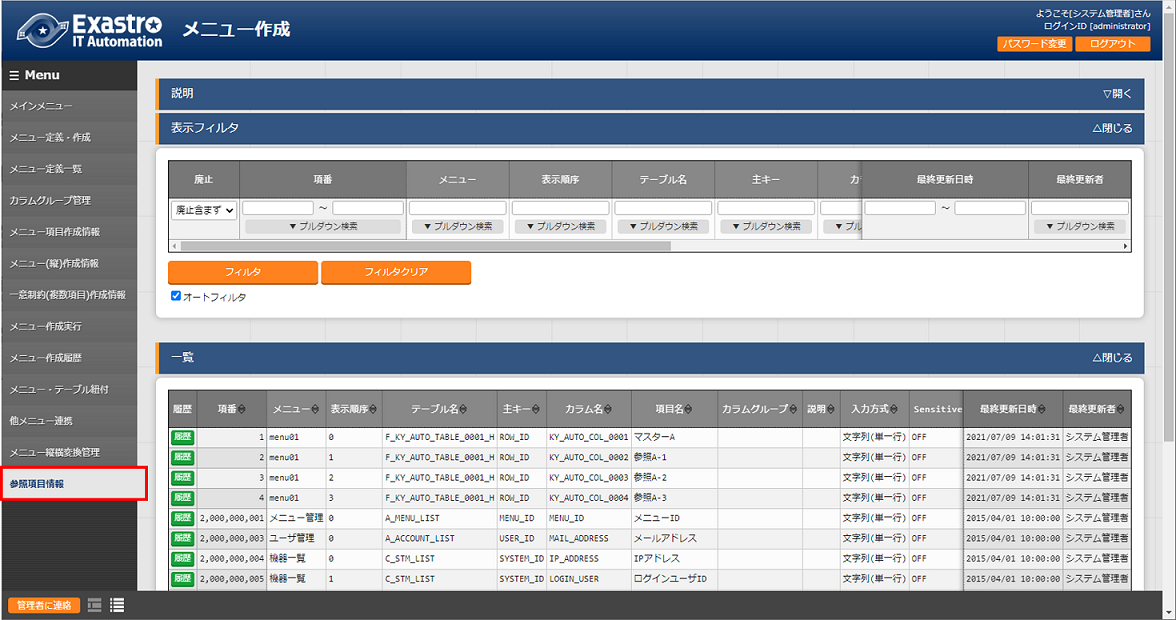 Exastro
IT Automation
メニュー作成
ようこそ[システム管理者]さん
ログインID [administrator]
パスワード変更 ログアウト
☰ Menu
メインメニュー
メニュー定義・作成
メニュー定義一覧
カラムグループ管理
メニュー項目作成情報
メニュー(縦)作成情報
一意制約(複数項目)作成情報
メニュー作成実行
メニュー作成履歴
メニュー・テーブル紐付
他メニュー連携
メニュー縦横変換管理
参照項目情報
説明 ▽開く
表示フィルタ △閉じる
廃止 項番 メニュー 表示順序 テーブル名 主キー カラ 最終更新日時 最終更新者
廃止含まず ～ ～
▼プルダウン検索 ▼プルダウン検索 ▼プルダウン検索 ▼プルダウン検索 ▼プルダウン検索 ▼プル ▼プルダウン検索
フィルタ フィルタクリア
オートフィルタ
一覧 △閉じる
履歴 項番 メニュー 表示順序 テーブル名 主キー カラム名 項目名 カラムグループ 説明 入力方式 Sensitive 最終更新日時 最終更新者
履歴 1 menu01 0 F_KY_AUTO_TABLE_0001_H ROW_ID KY_AUTO_COL_0001 マスターA 文字列(単一行) OFF 2021/07/09 14:01:31 システム管理者
履歴 2 menu01 1 F_KY_AUTO_TABLE_0001_H ROW_ID KY_AUTO_COL_0002 参照A-1 文字列(単一行) OFF 2021/07/09 14:01:31 システム管理者
履歴 3 menu01 2 F_KY_AUTO_TABLE_0001_H ROW_ID KY_AUTO_COL_0003 参照A-2 文字列(単一行) OFF 2021/07/09 14:01:31 システム管理者
履歴 4 menu01 3 F_KY_AUTO_TABLE_0001_H ROW_ID KY_AUTO_COL_0004 参照A-3 文字列(単一行) OFF 2021/07/09 14:01:31 システム管理者
履歴 2,000,000,001 メニュー管理 0 A_MENU_LIST MENU_ID MENU_ID メニューID 文字列(単一行) OFF 2015/04/01 10:00:00 システム管理者
履歴 2,000,000,003 ユーザ管理 0 A_ACCOUNT_LIST USER_ID MAIL_ADDRESS メールアドレス 文字列(単一行) OFF 2015/04/01 10:00:00 システム管理者
履歴 2,000,000,004 機器一覧 0 C_STM_LIST SYSTEM_ID IP_ADDRESS IPアドレス 文字列(単一行) OFF 2015/04/01 10:00:00 システム管理者
履歴 2,000,000,005 機器一覧 1 C_STM_LIST SYSTEM_ID LOGIN_USER ログインユーザID 文字列(単一行) OFF 2015/04/01 10:00:00 システム管理者
管理者に連絡